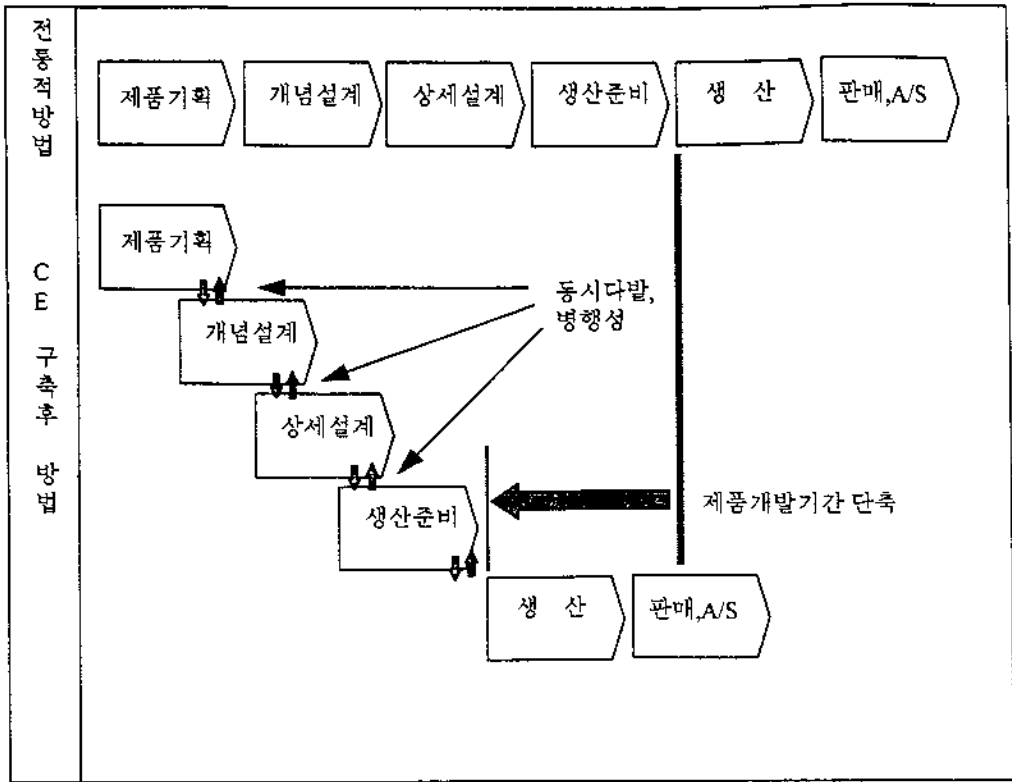 전통적방법
제품기획
개념설계
상세설계
생산준비
생 산
판매,A/S
CE 구축후 방법
제품기획
개념설계
상세설계
생산준비
생 산
판매,A/S
동시다발,
병행성
제품개발기간 단축